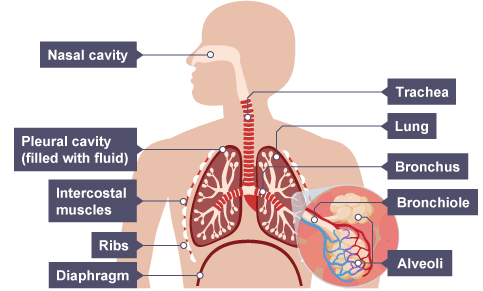 Nasal cavity
Pleural cavity
(filled with fluid)
Intercostal
muscles
Ribs
Diaphragm
Trachea
Lung
Bronchus
Bronchiole
Alveoli